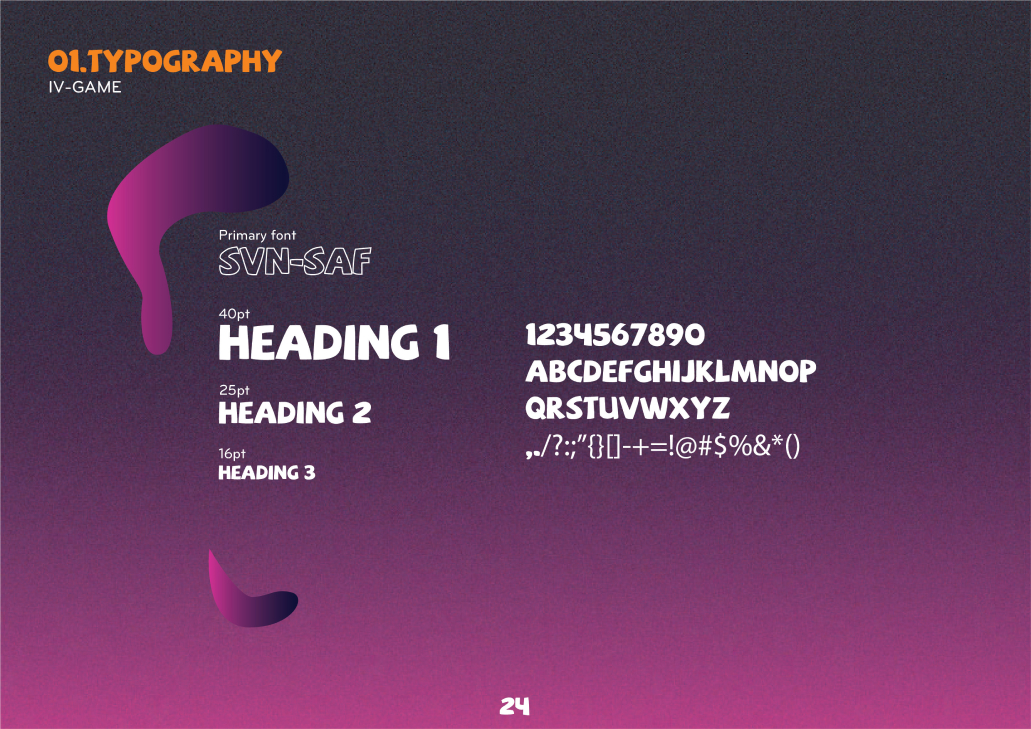 01.TYPOGRAPHY
IV-GAME
Primary font
SVN-SAF
40pt
HEADING 1
25pt
HEADING 2
16pt
HEADING 3
1234567890
ABCDEFGHIJKLMNOP
QRSTUVWXYZ
,./?:;”{}[]-+=!@#$%&*()
24